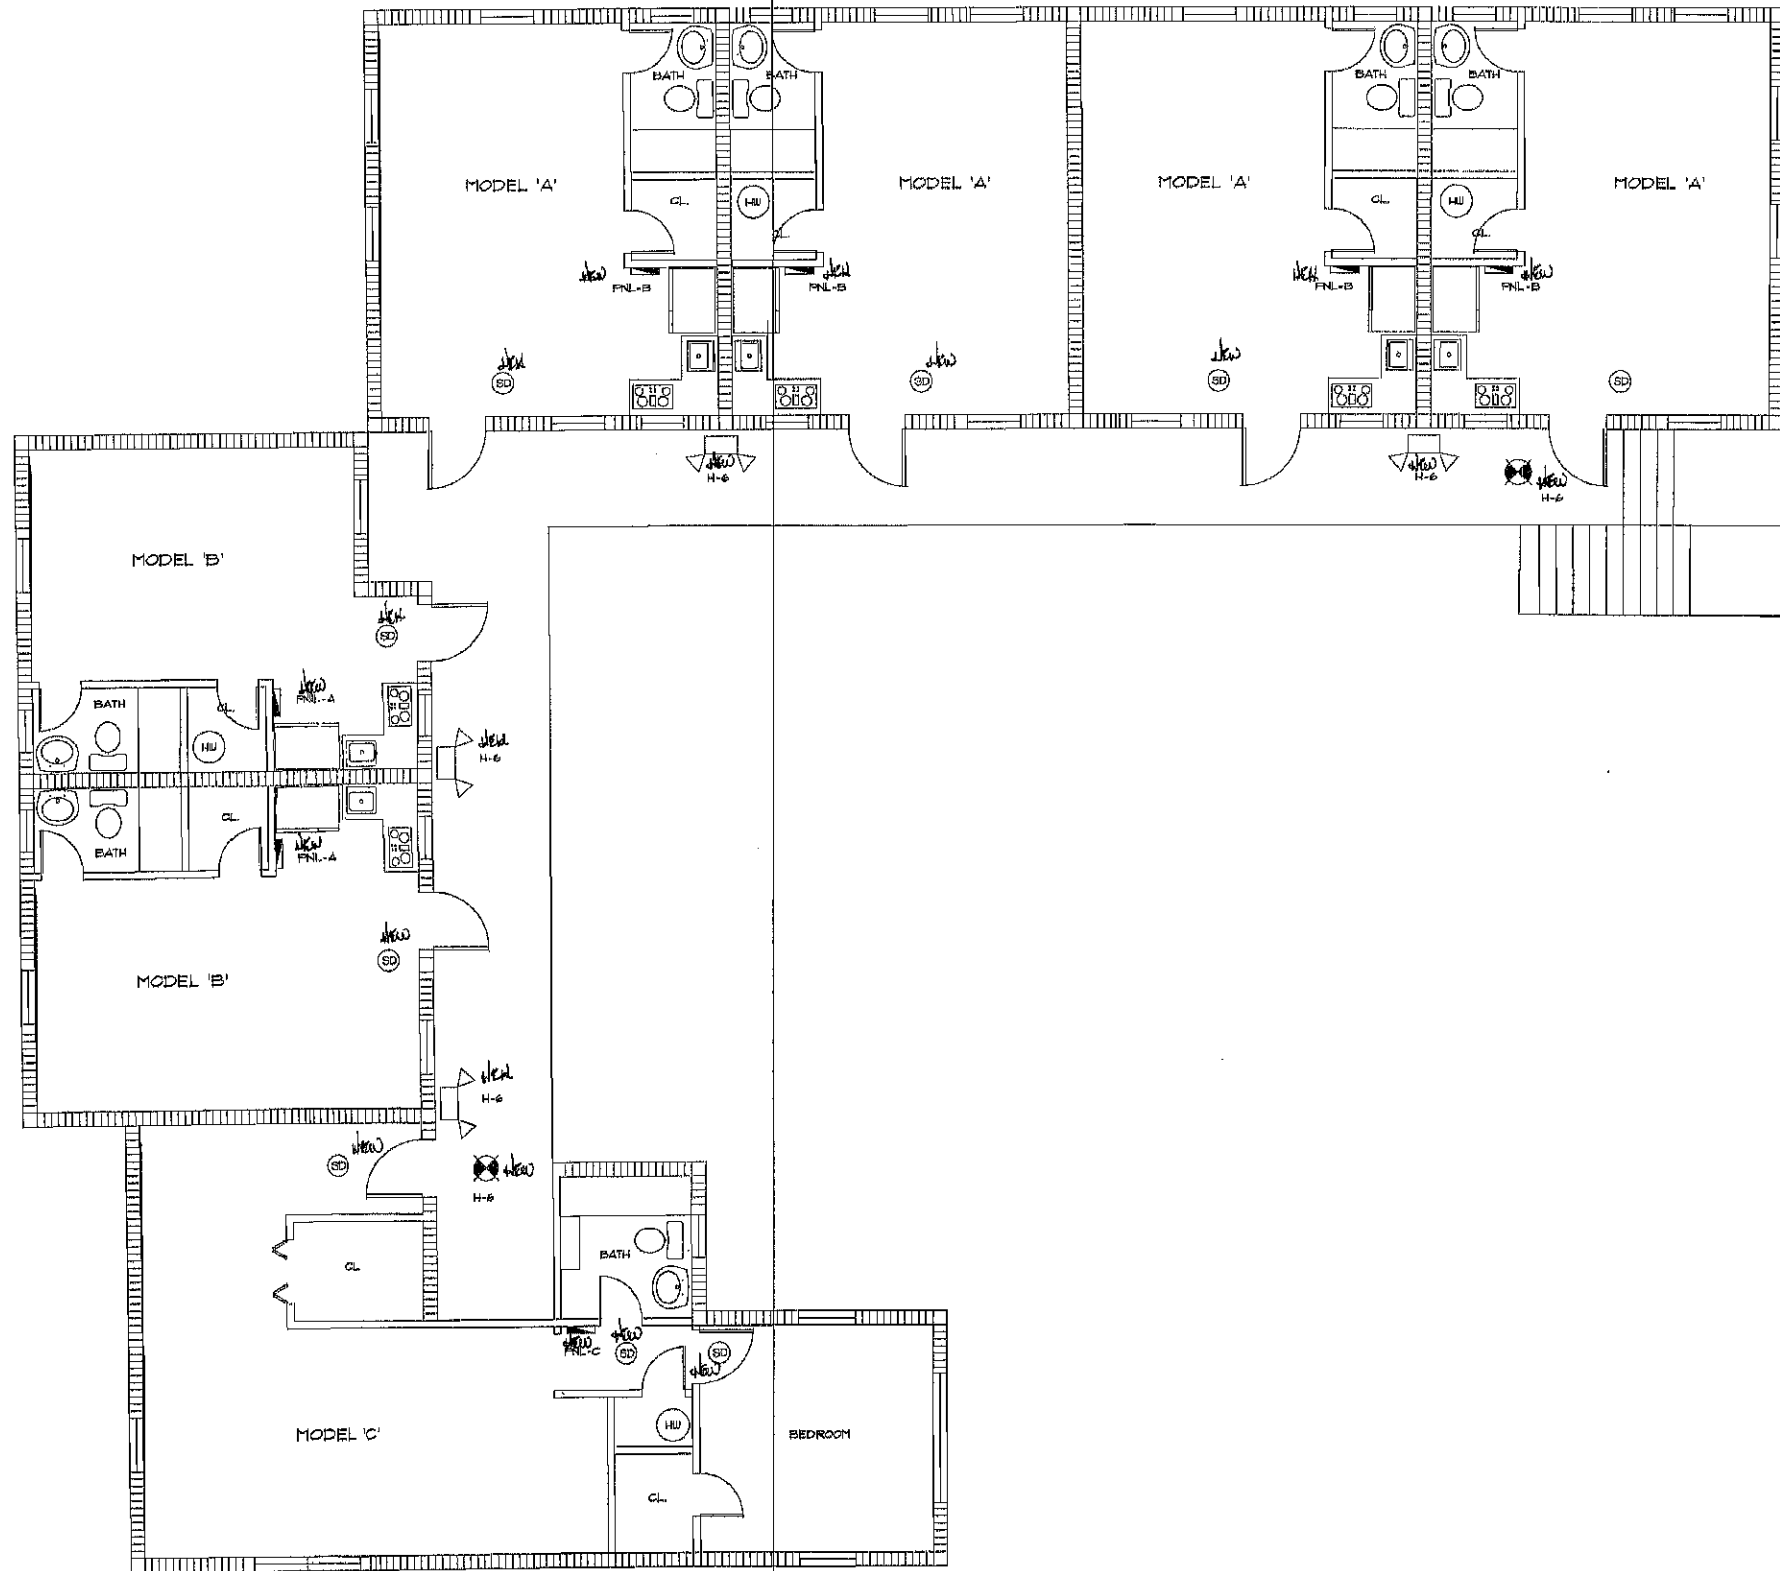 BATH
BATH
BATH
BATH
MODEL 'A'
MODEL 'A'
MODEL 'A'
MODEL 'A'
CL.
HW
CL.
CL.
HW
CL.
NEW
PNL-B
NEW
PNL-B
NEW
PNL-B
NEW
PNL-B
NEW
SD
NEW
SD
NEW
SD
SD
NEW
H-6
NEW
H-6
NEW
H-6
MODEL 'B'
NEW
SD
NEW
PNL-A
BATH
CL.
HW
NEW
H-6
CL.
NEW
PNL-A
BATH
NEW
SD
MODEL 'B'
NEW
H-6
NEW
SD
NEW
H-6
BATH
CL.
NEW
PNL-C
NEW
SD
SD
NEW
HW
MODEL 'C'
BEDROOM
CL.